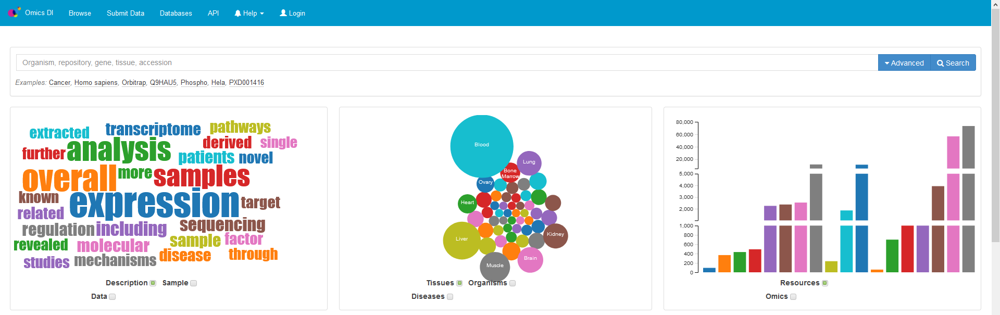 Omics DI Browse Submit Data Databases API Help Login
Organism, repository, gene, tissue, accession
Advanced Search
Examples: Cancer, Homo sapiens, Orbitrap, Q9HAU5, Phospho, Hela, PXD001416
extracted transcriptome pathways
further analysis derived single
patients novel
overall more samples
known expression target
related
regulation including sequencing
revealed molecular sample factor
studies mechanisms disease through
Description Sample
Data
Blood
Lung
Bone
Marrow
Ovary
Heart
Kidney
Liver
Brain
Muscle
Tissues Organisms
Diseases
80,000
60,000
40,000
20,000
5,000
4,000
3,000
2,000
1,000
800
600
400
200
0
Resources
Omics